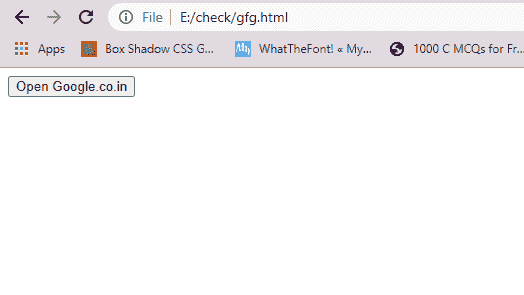 File E:/check/gfg.html
Apps Box Shadow CSS G... WhatTheFont! « My... 1000 C MCQs for Fr...
Open Google.co.in